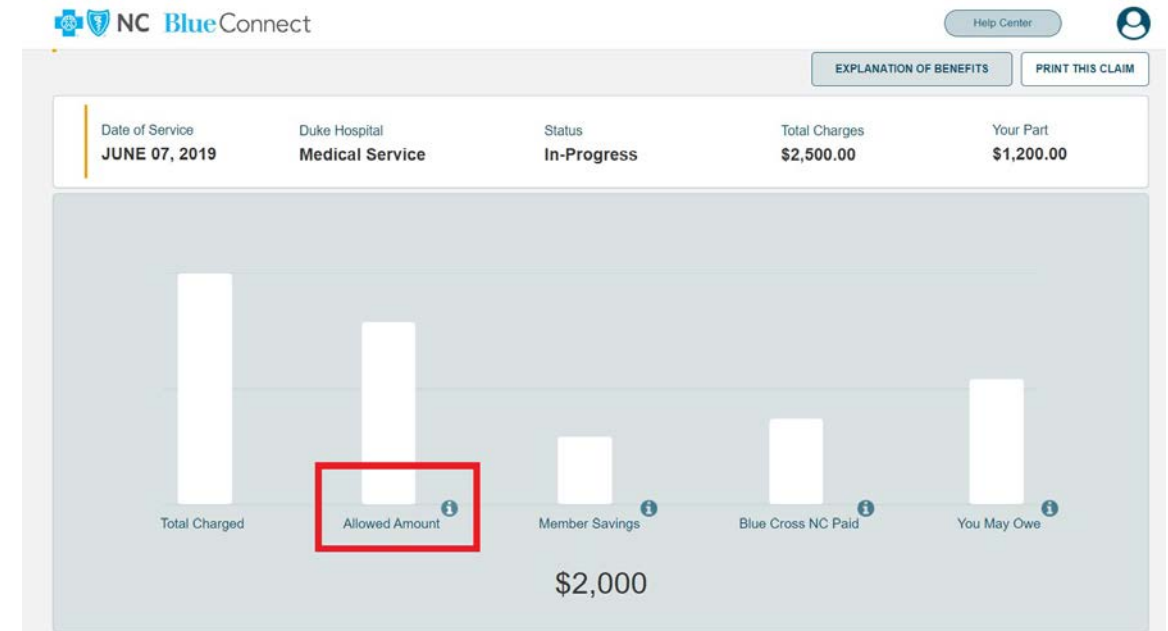 NC BlueConnect
Help Center
EXPLANATION OF BENEFITS
PRINT THIS CLAIM
Date of Service
JUNE 07, 2019
Duke Hospital
Medical Service
Status
In-Progress
Total Charges
$2,500.00
Your Part
$1,200.00
Total Charged
Allowed Amount
Member Savings
Blue Cross NC Paid
You May Owe
$2,000